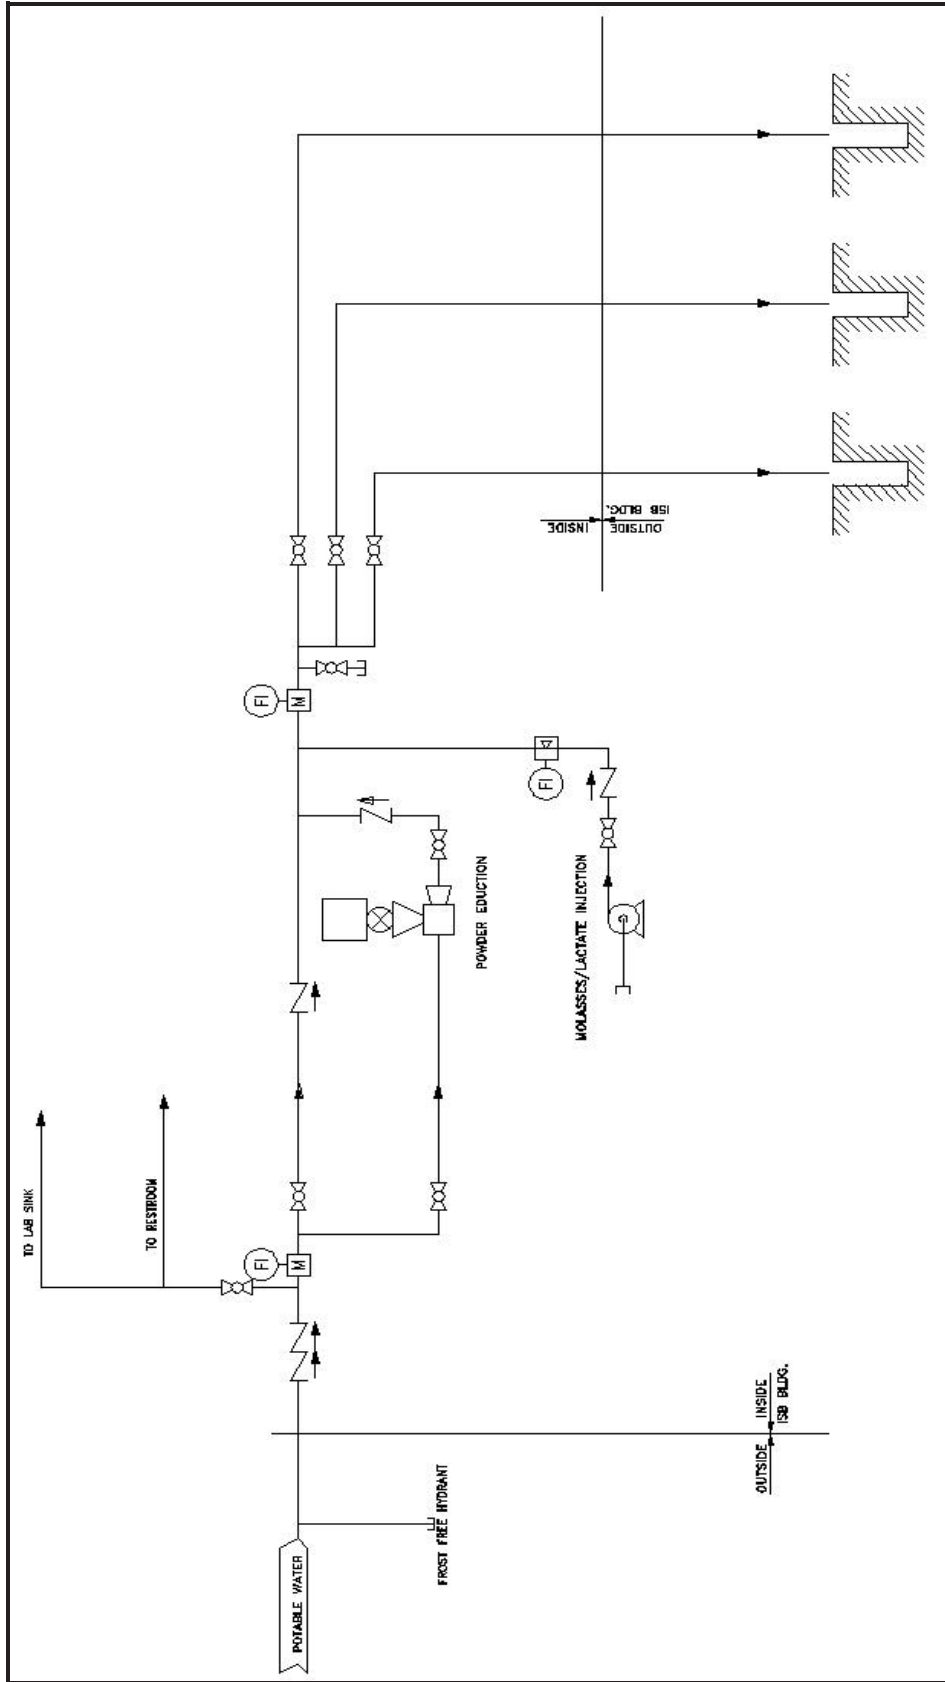 TO LAB SINK
TO RESTROOM
FI
M
POTABLE WATER
FROST FREE HYDRANT
OUTSIDE
INSIDE
ISB BLDG.
POWDER EDUCTION
MOLASSES/LACTATE INJECTION
FI
FI
M
INSIDE
OUTSIDE
ISB BLDG.